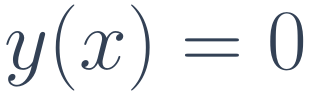 y(x) = 0